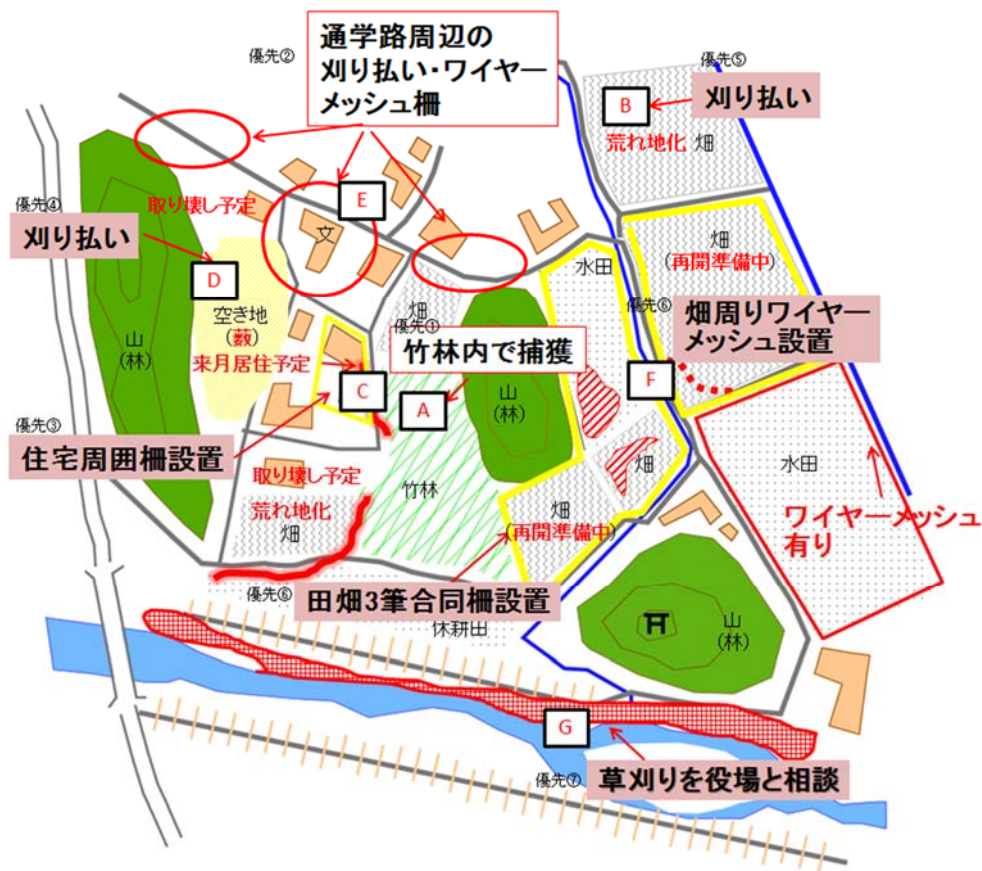 優先②
通学路周辺の
刈り払い・ワイヤー
メッシュ柵
優先⑤
B
刈り払い
荒れ地化
畑
優先④
刈り払い
取り壊し予定
E
文
D
空き地
(藪)
山
(林)
来月居住予定
C
畑
優先①
竹林内で捕獲
A
山
(林)
水田
畑
(再開準備中)
優先⑥
畑周りワイヤー
メッシュ設置
F
優先③
住宅周囲柵設置
取り壊し予定
荒れ地化
畑
竹林
畑
畑
(再開準備中)
水田
ワイヤーメッシュ
有り
優先⑥
田畑3筆合同柵設置
休耕田
山
(林)
G
優先⑦
草刈りを役場と相談